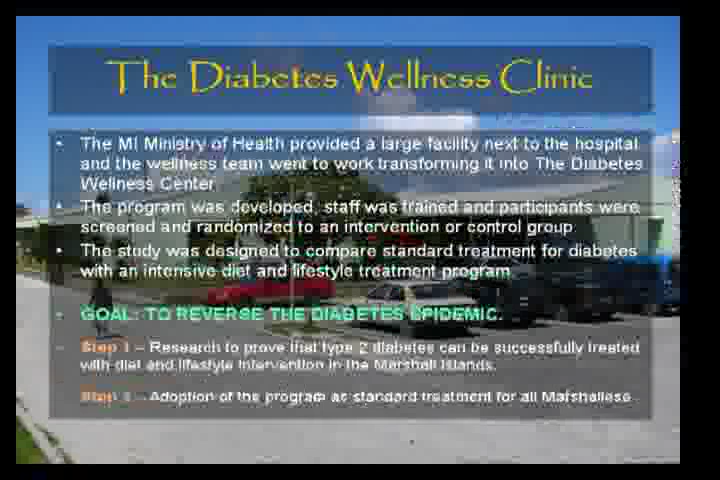 The Diabetes Wellness Clinic
• The MI Ministry of Health provided a large facility next to the hospital
and the wellness team went to work transforming it into The Diabetes
Wellness Center
• The program was developed, staff was trained and participants were
screened and randomized to an intervention or control group
• The study was designed to compare standard treatment for diabetes
with an intensive diet and lifestyle treatment program
• GOAL: TO REVERSE THE DIABETES EPIDEMIC.
Step 1 – Research to prove that type 2 diabetes can be successfully treated
with diet and lifestyle intervention in the Marshall Islands.
Step – Adoption of the program as standard treatment for all Marshallese